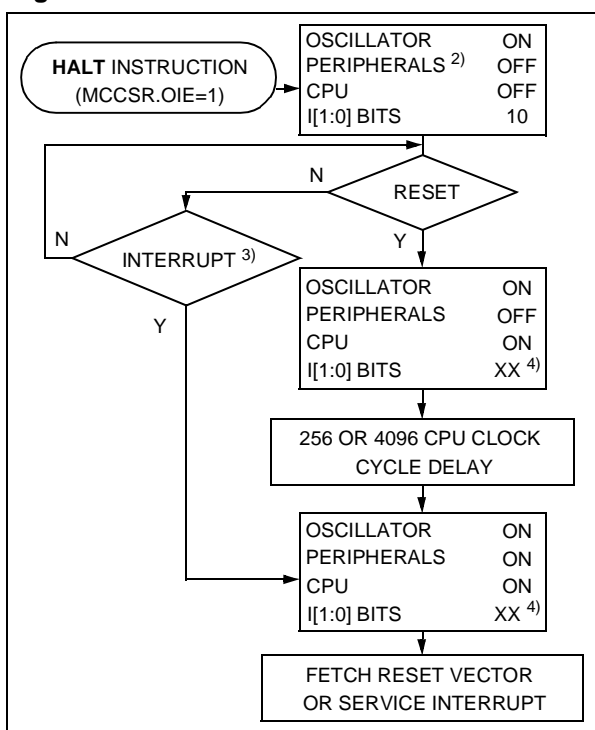 HALT INSTRUCTION
(MCCSR.OIE=1)
OSCILLATOR ON
PERIPHERALS 2) OFF
CPU OFF
I[1:0] BITS 10
RESET
N
Y
INTERRUPT 3)
N
Y
OSCILLATOR ON
PERIPHERALS OFF
CPU ON
I[1:0] BITS XX 4)
256 OR 4096 CPU CLOCK
CYCLE DELAY
OSCILLATOR ON
PERIPHERALS ON
CPU ON
I[1:0] BITS XX 4)
FETCH RESET VECTOR
OR SERVICE INTERRUPT